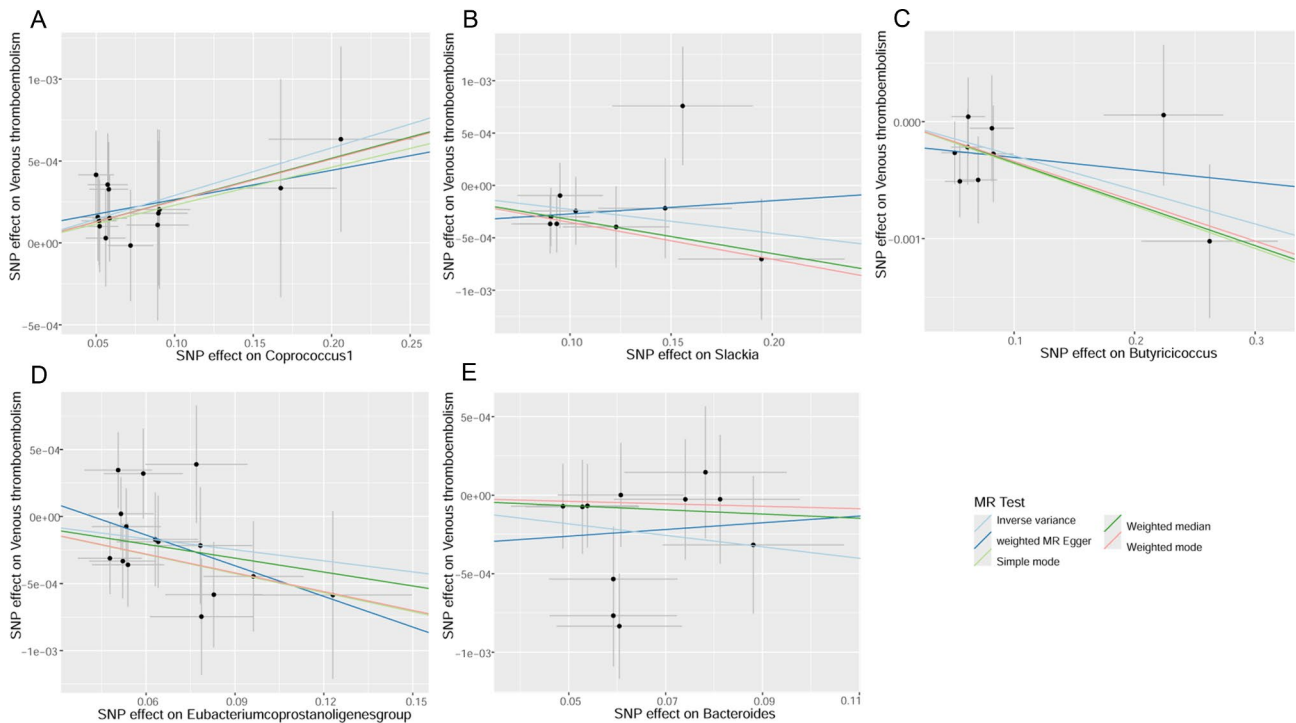 A
SNP effect on Venous thromboembolism
1e−03
5e−04
0e+00
−5e−04
0.05 0.10 0.15 0.20 0.25
SNP effect on Coprococcus1
B
SNP effect on Venous thromboembolism
1e−03
5e−04
0e+00
−5e−04
−1e−03
0.10 0.15 0.20
SNP effect on Slackia
C
SNP effect on Venous thromboembolism
0.000
−0.001
0.1 0.2 0.3
SNP effect on Butyricicoccus
D
SNP effect on Venous thromboembolism
5e−04
0e+00
−5e−04
−1e−03
0.06 0.09 0.12 0.15
SNP effect on Eubacteriumcoprostanoligenesgroup
E
SNP effect on Venous thromboembolism
5e−04
0e+00
−5e−04
−1e−03
0.05 0.07 0.09 0.11
SNP effect on Bacteroides
MR Test
Inverse variance
weighted MR Egger
Simple mode
Weighted median
Weighted mode